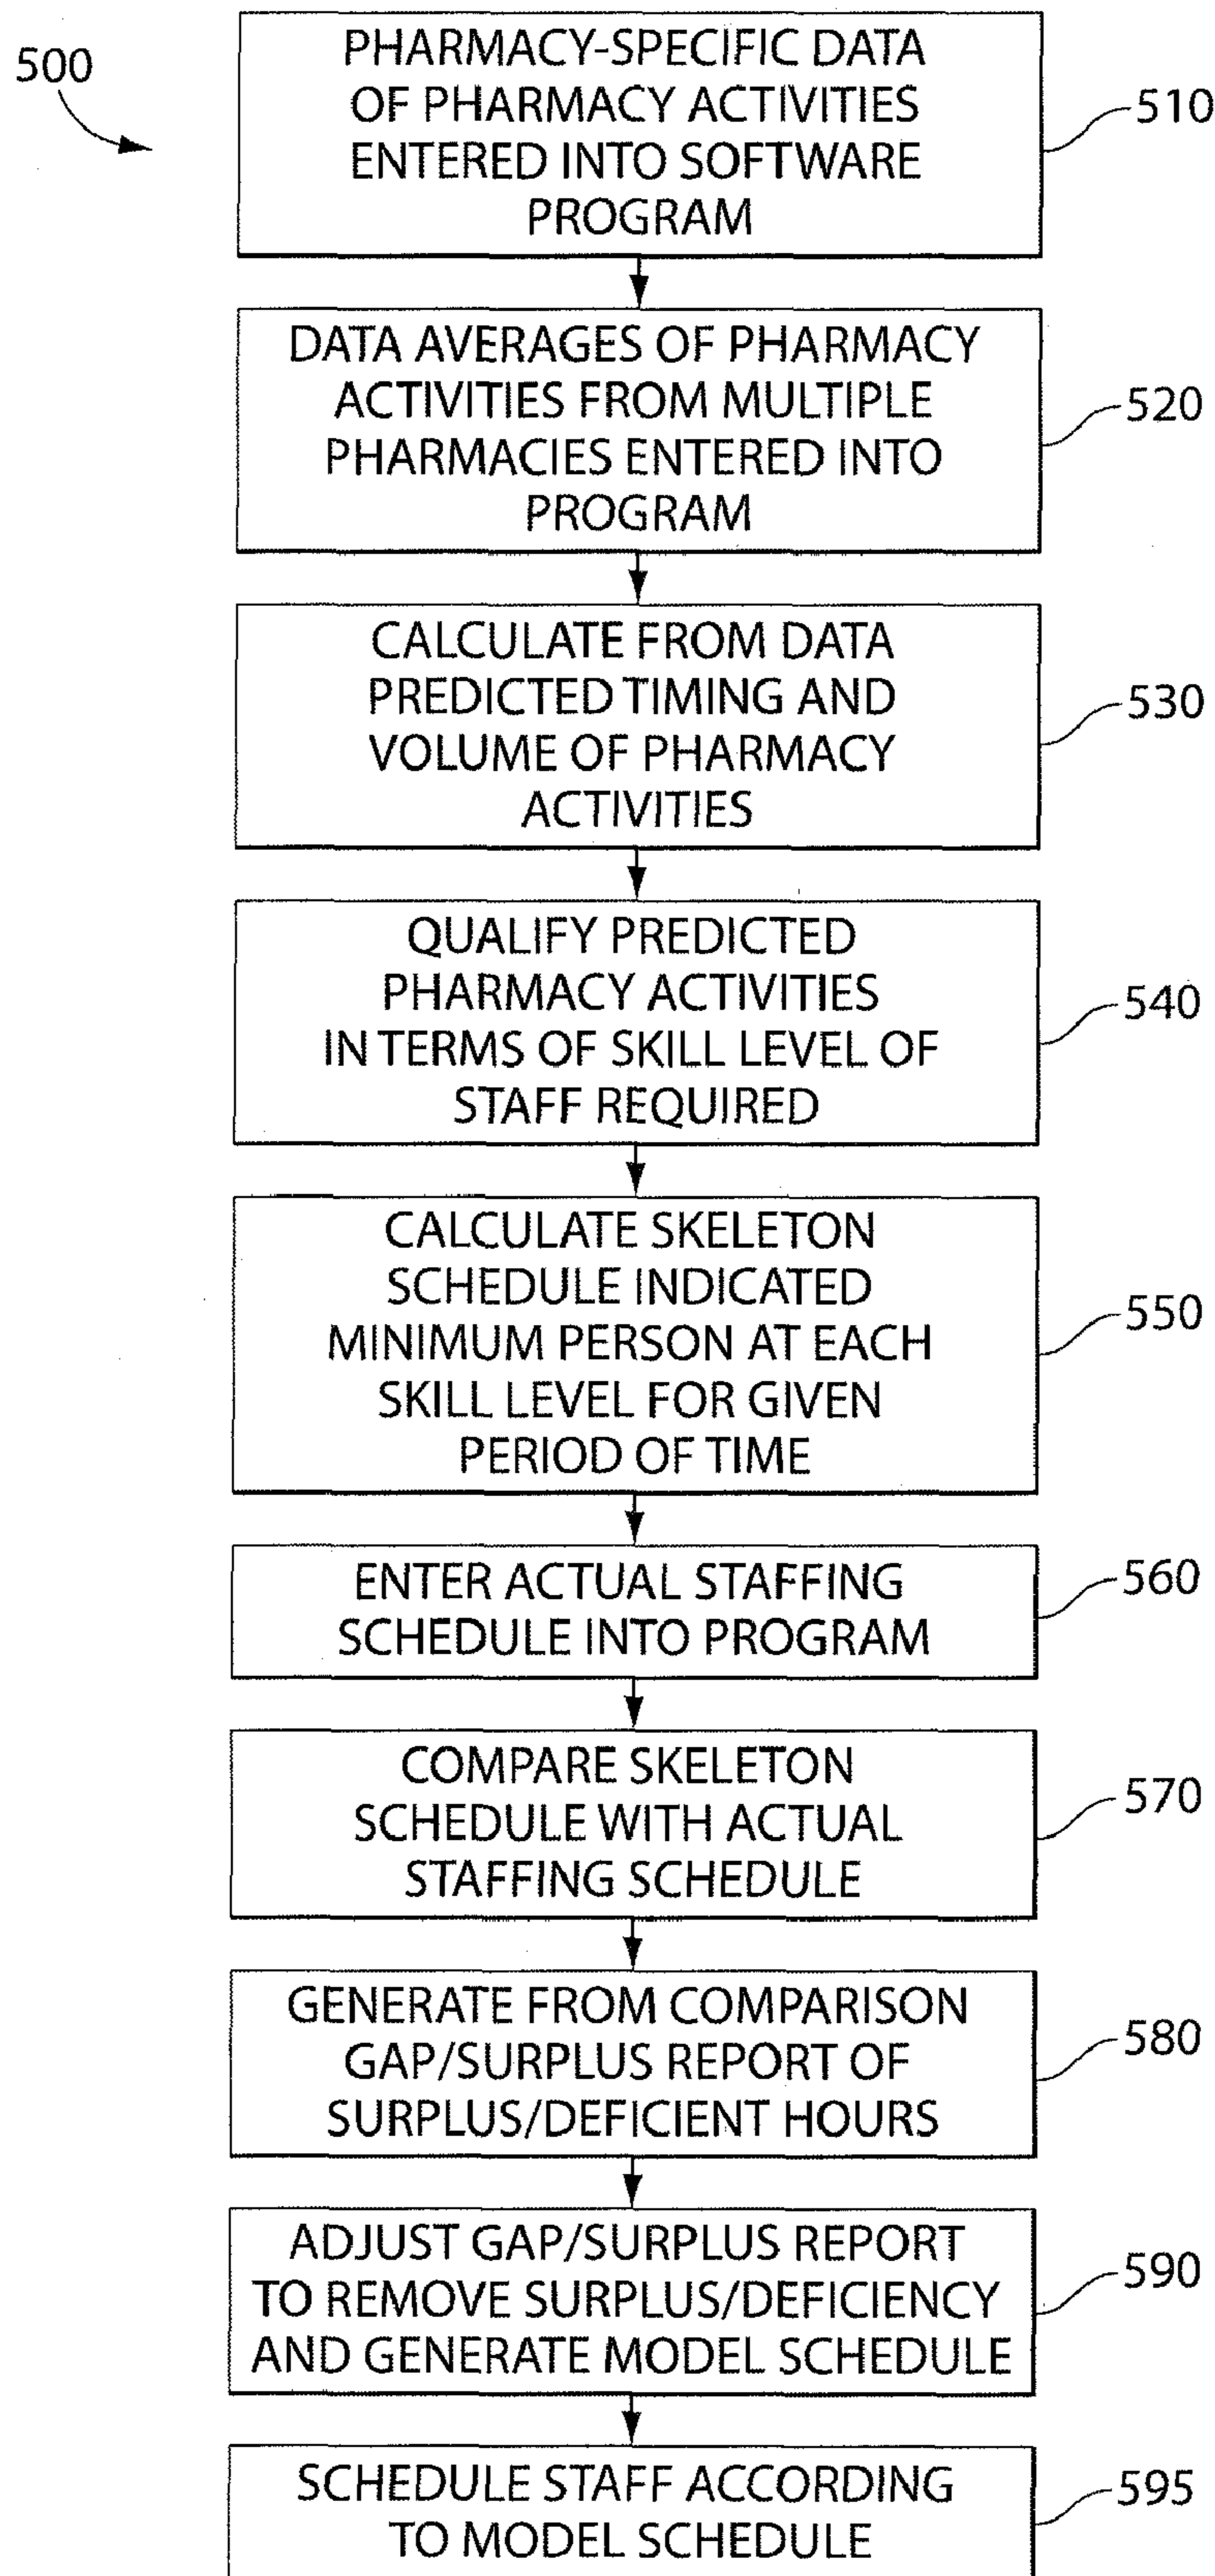 500
PHARMACY-SPECIFIC DATA
OF PHARMACY ACTIVITIES
ENTERED INTO SOFTWARE
PROGRAM
510
DATA AVERAGES OF PHARMACY
ACTIVITIES FROM MULTIPLE
PHARMACIES ENTERED INTO
PROGRAM
520
CALCULATE FROM DATA
PREDICTED TIMING AND
VOLUME OF PHARMACY
ACTIVITIES
530
QUALIFY PREDICTED
PHARMACY ACTIVITIES
IN TERMS OF SKILL LEVEL OF
STAFF REQUIRED
540
CALCULATE SKELETON
SCHEDULE INDICATED
MINIMUM PERSON AT EACH
SKILL LEVEL FOR GIVEN
PERIOD OF TIME
550
ENTER ACTUAL STAFFING
SCHEDULE INTO PROGRAM
560
COMPARE SKELETON
SCHEDULE WITH ACTUAL
STAFFING SCHEDULE
570
GENERATE FROM COMPARISON
GAP/SURPLUS REPORT OF
SURPLUS/DEFICIENT HOURS
580
ADJUST GAP/SURPLUS REPORT
TO REMOVE SURPLUS/DEFICIENCY
AND GENERATE MODEL SCHEDULE
590
SCHEDULE STAFF ACCORDING
TO MODEL SCHEDULE
595